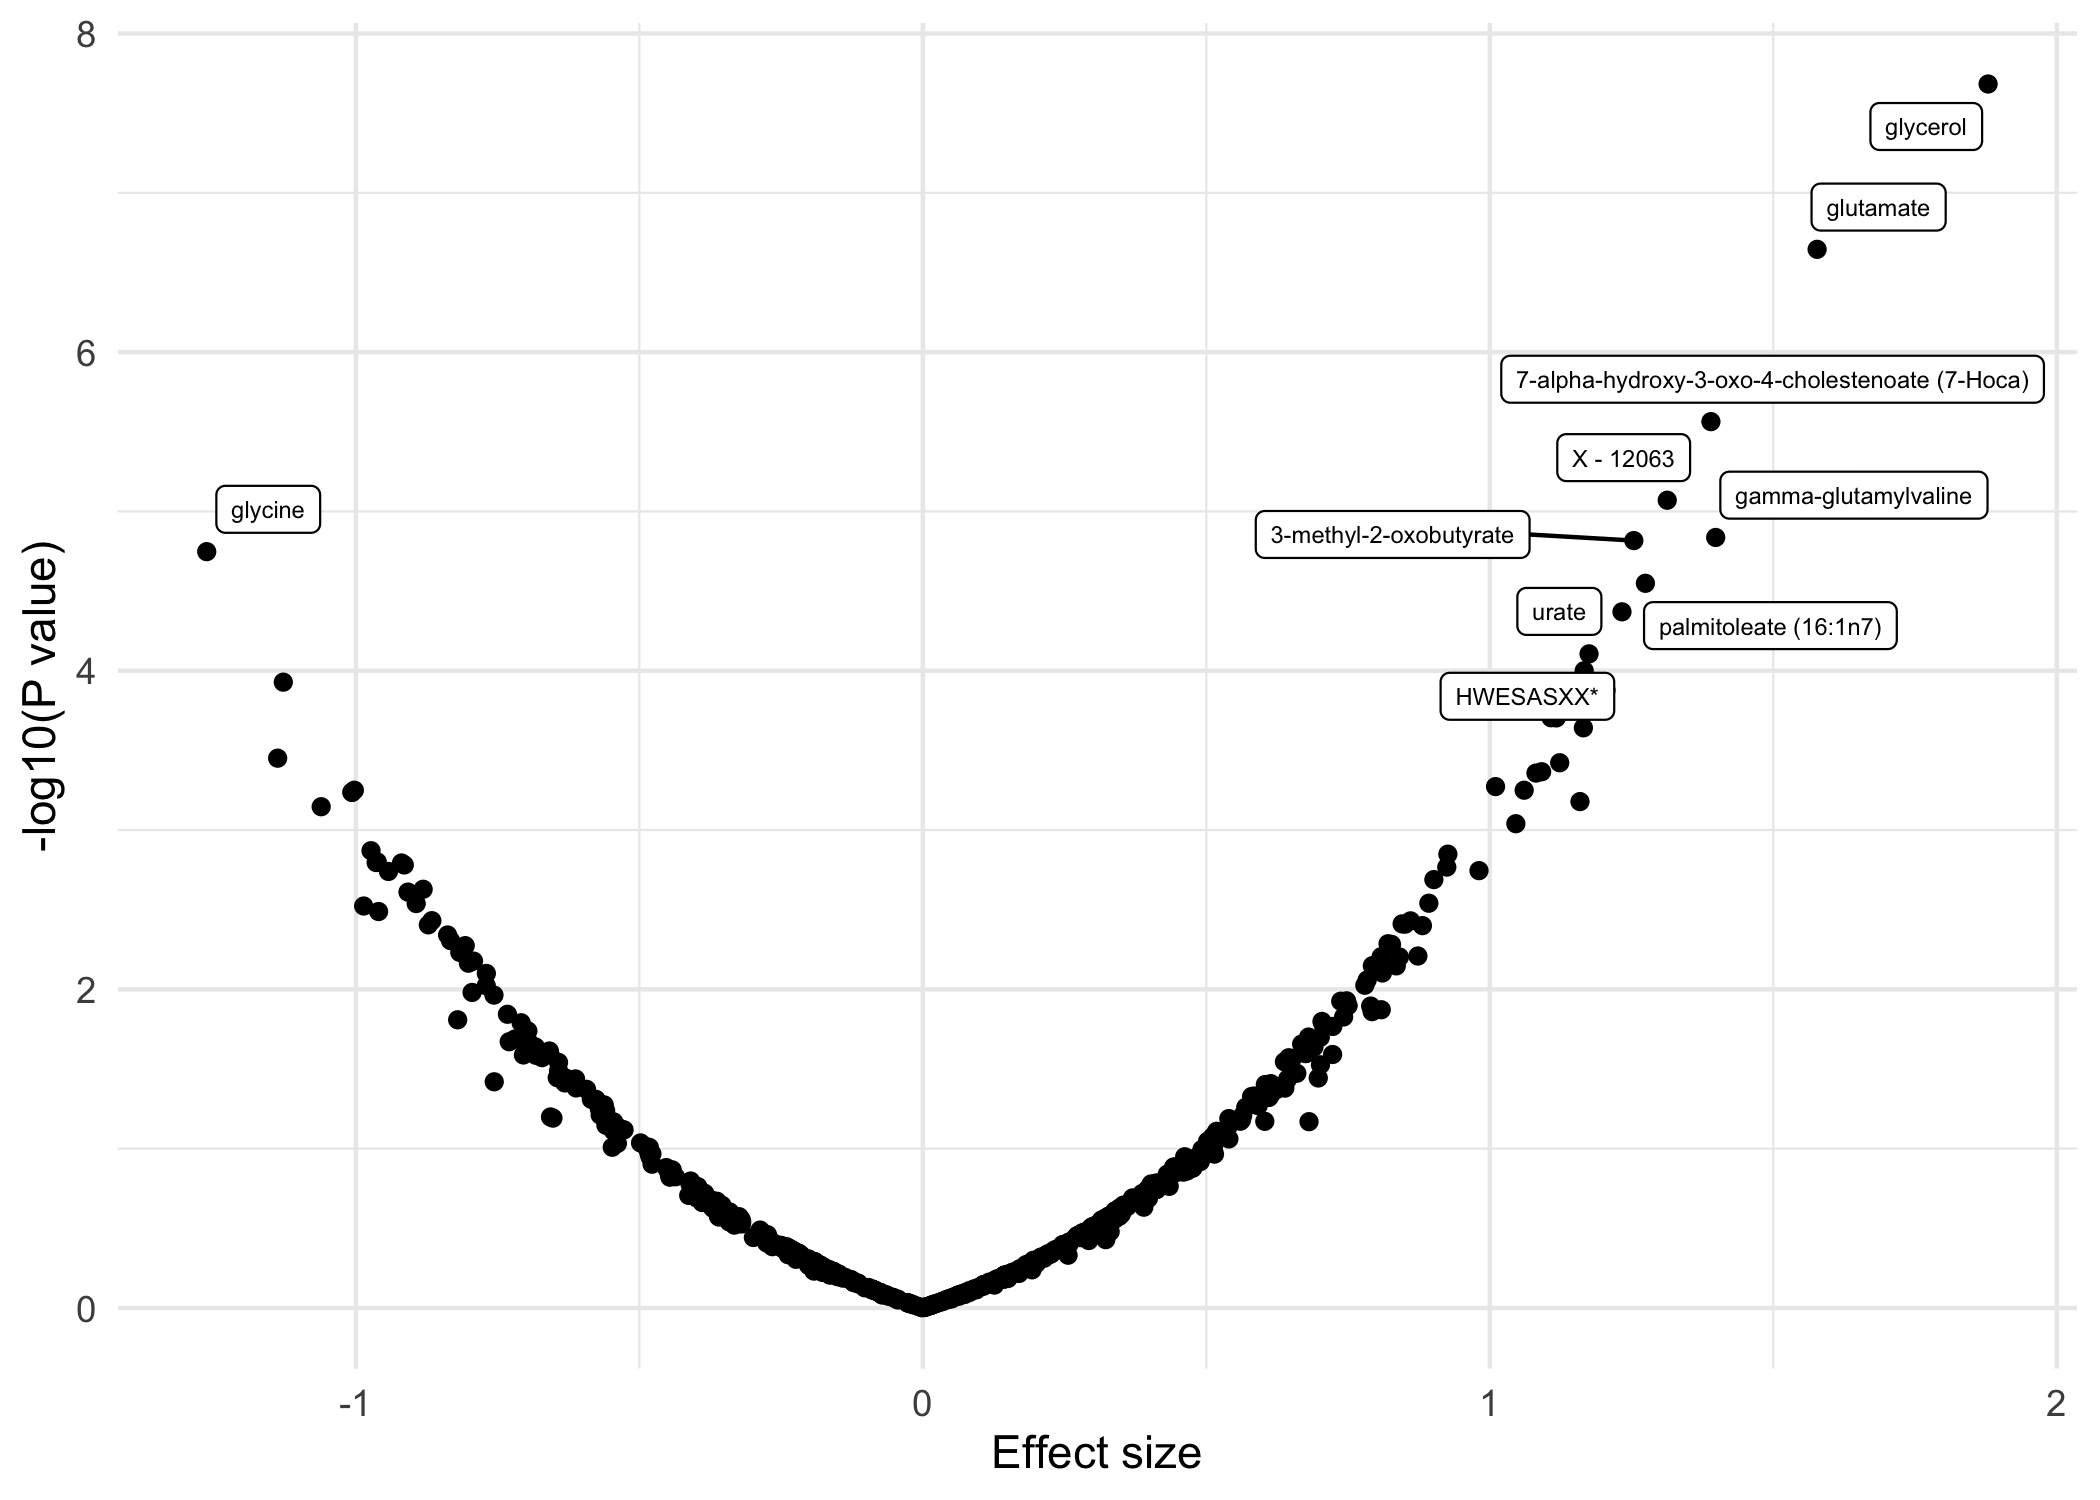 8
glycerol
glutamate
6
7-alpha-hydroxy-3-oxo-4-cholestenoate (7-Hoca)
X - 12063
gamma-glutamylvaline
glycine
3-methyl-2-oxobutyrate
urate
palmitoleate (16:1n7)
4
HWESASXX*
-log10(P value)
2
0
-1
0
1
2
Effect size